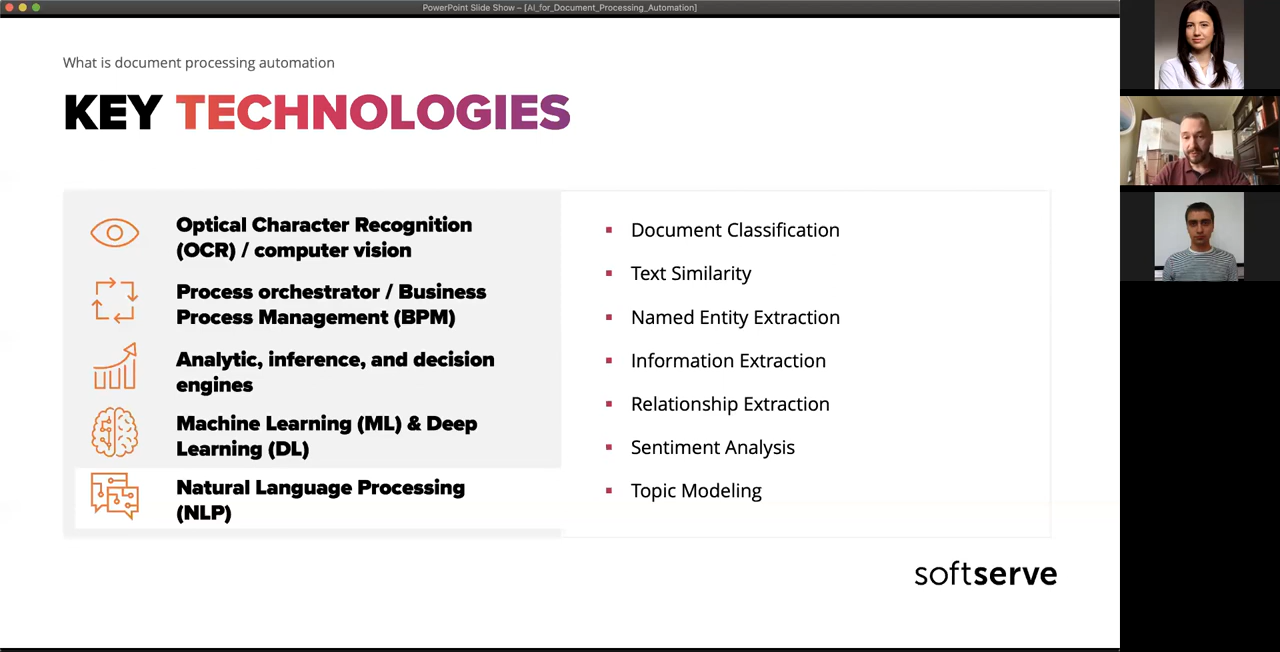 PowerPoint Slide Show – [AI_for_Document_Processing_Automation]
What is document processing automation
KEY TECHNOLOGIES
Optical Character Recognition
(OCR) / computer vision
Process orchestrator / Business
Process Management (BPM)
Analytic, inference, and decision
engines
Machine Learning (ML) & Deep
Learning (DL)
Natural Language Processing
(NLP)
Document Classification
Text Similarity
Named Entity Extraction
Information Extraction
Relationship Extraction
Sentiment Analysis
Topic Modeling
softserve